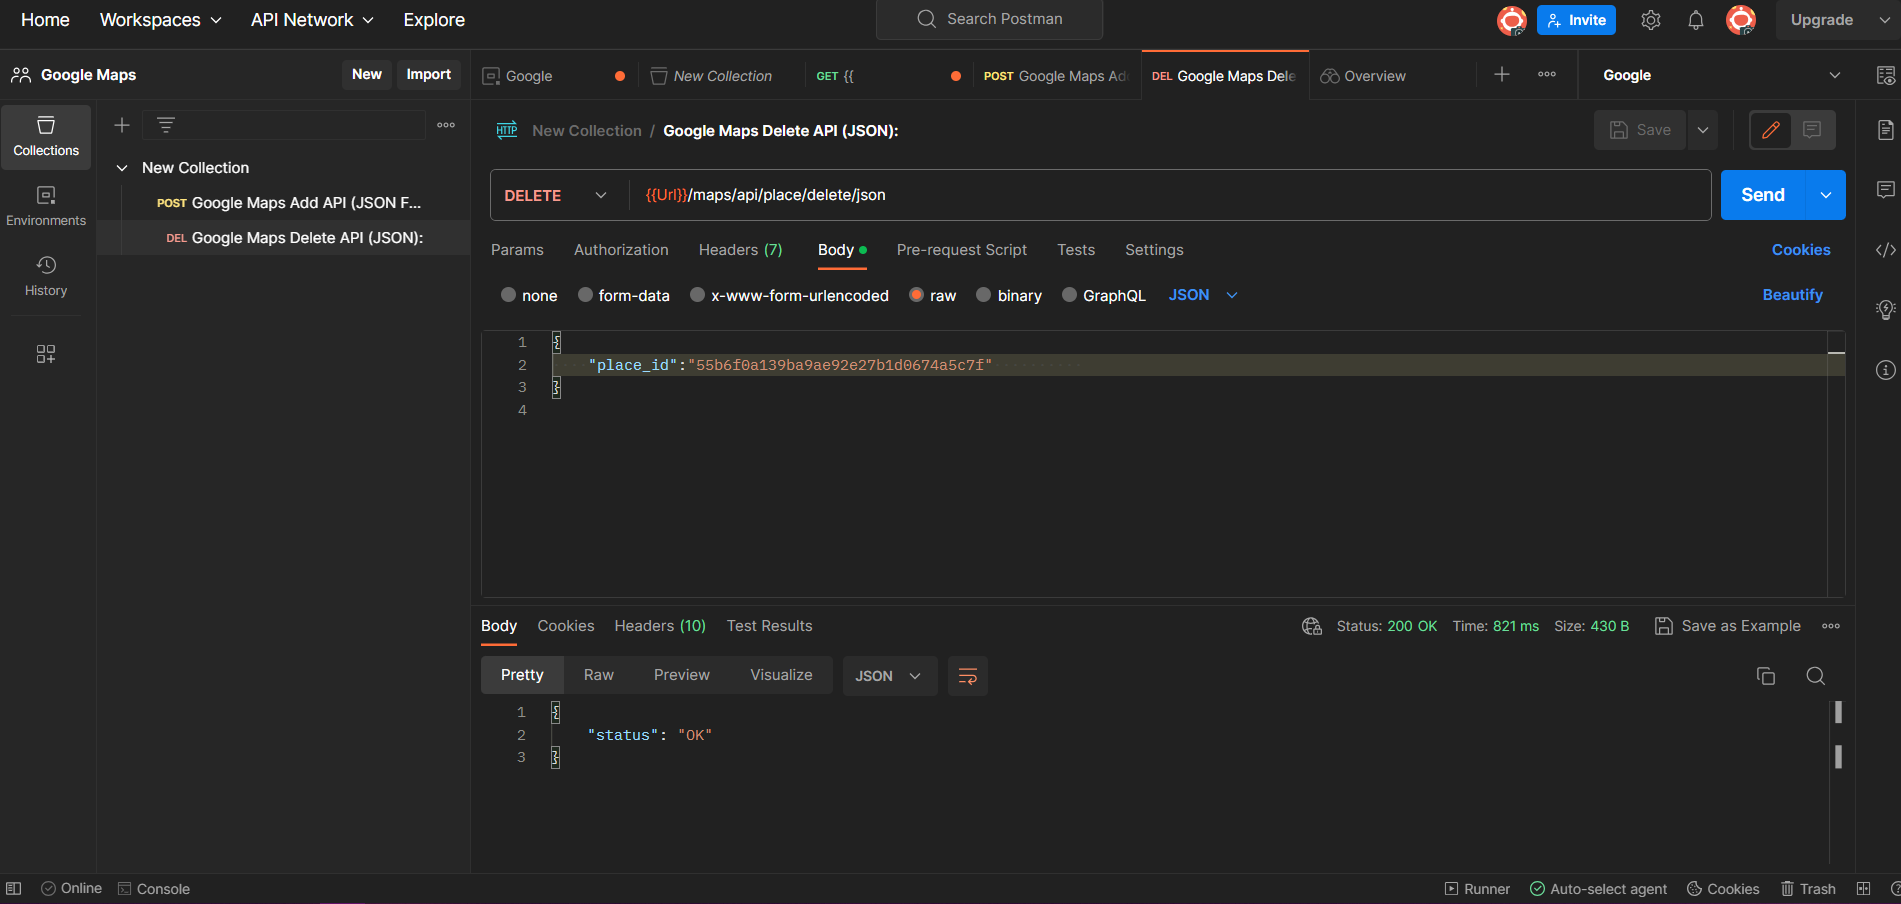 Home Workspaces API Network Explore Search Postman Invite Upgrade
Google Maps New Import
Google New Collection GET {{ POST Google Maps Ad DEL Google Maps Dele Overview Google
Collections
Environments
History
New Collection
POST Google Maps Add API (JSON F...
DEL Google Maps Delete API (JSON):
HTTP New Collection / Google Maps Delete API (JSON): Save
DELETE {{Url}}/maps/api/place/delete/json Send
Params Authorization Headers (7) Body Pre-request Script Tests Settings Cookies
none form-data x-www-form-urlencoded raw binary GraphQL JSON Beautify
1 {
2 "place_id":"55b6f0a139ba9ae92e27b1d0674a5c7f"
3 }
4
Body Cookies Headers (10) Test Results Status: 200 OK Time: 821 ms Size: 430 B Save as Example
Pretty Raw Preview Visualize JSON
1 {
2 "status": "OK"
3 }
Online Console Runner Auto-select agent Cookies Trash